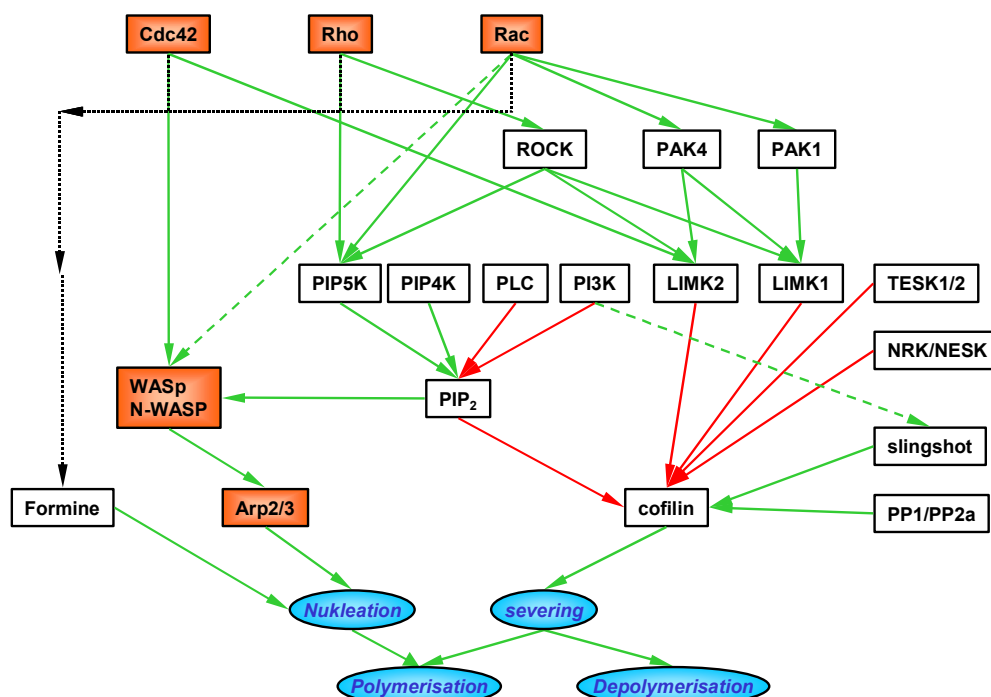 Cdc42
Rho
Rac
ROCK
PAK4
PAK1
PIP5K
PIP4K
PLC
PI3K
LIMK2
LIMK1
TESK1/2
NRK/NESK
WASp
N-WASP
PIP₂
slingshot
Formine
Arp2/3
cofilin
PP1/PP2a
Nukleation
severing
Polymerisation
Depolymerisation